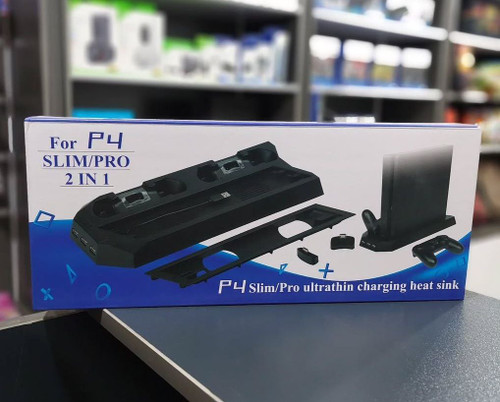 For P4
SLIM/PRO
2 IN 1
P4 Slim/Pro ultrathin charging heat sink